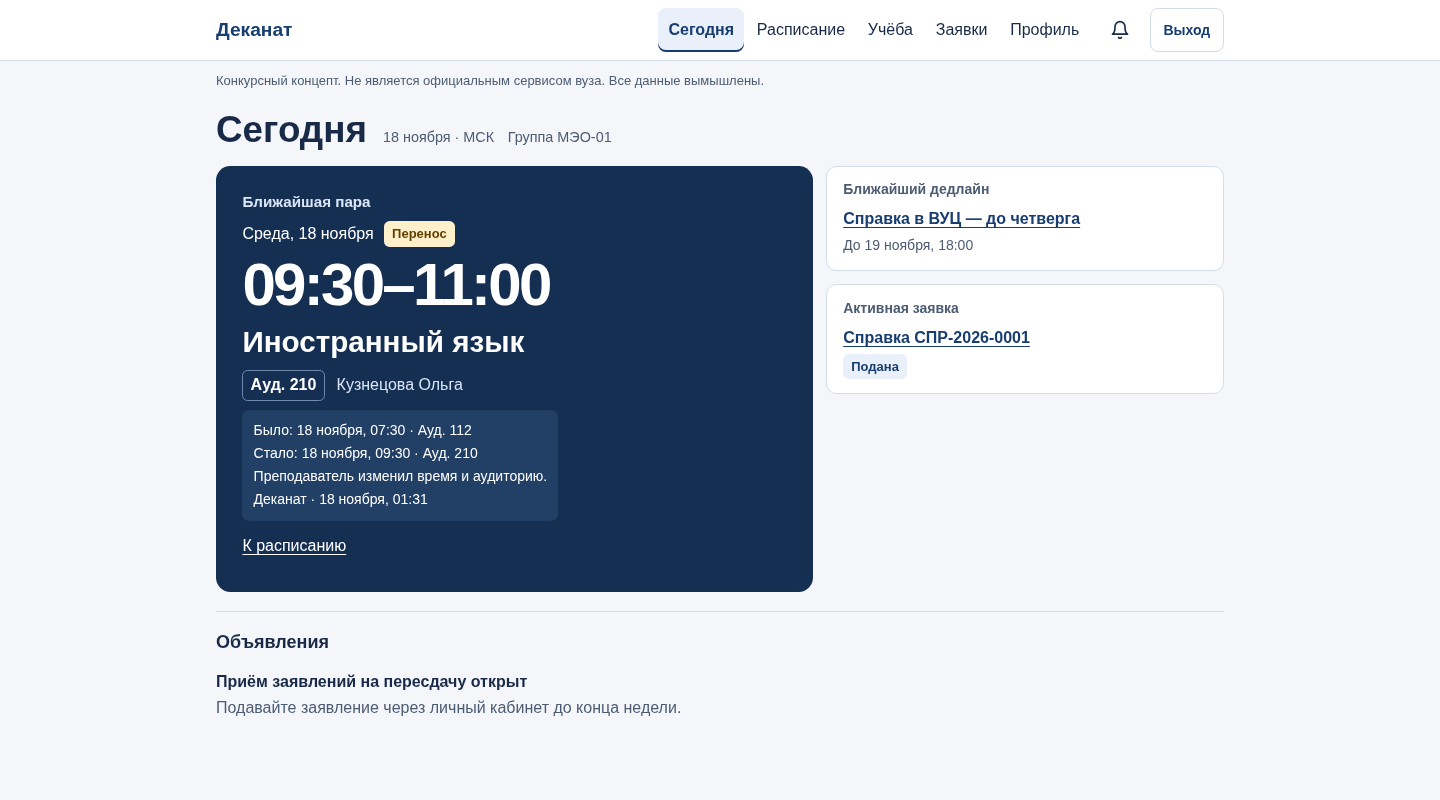 Деканат
Сегодня
Расписание
Учёба
Заявки
Профиль
Выход
Конкурсный концепт. Не является официальным сервисом вуза. Все данные вымышлены.
Сегодня
18 ноября · МСК Группа МЭО-01
Ближайшая пара
Среда, 18 ноября Перенос
09:30–11:00
Иностранный язык
Ауд. 210 Кузнецова Ольга
Было: 18 ноября, 07:30 · Ауд. 112
Стало: 18 ноября, 09:30 · Ауд. 210
Преподаватель изменил время и аудиторию.
Деканат · 18 ноября, 01:31
К расписанию
Ближайший дедлайн
Справка в ВУЦ — до четверга
До 19 ноября, 18:00
Активная заявка
Справка СПР-2026-0001
Подана
Объявления
Приём заявлений на пересдачу открыт
Подавайте заявление через личный кабинет до конца недели.